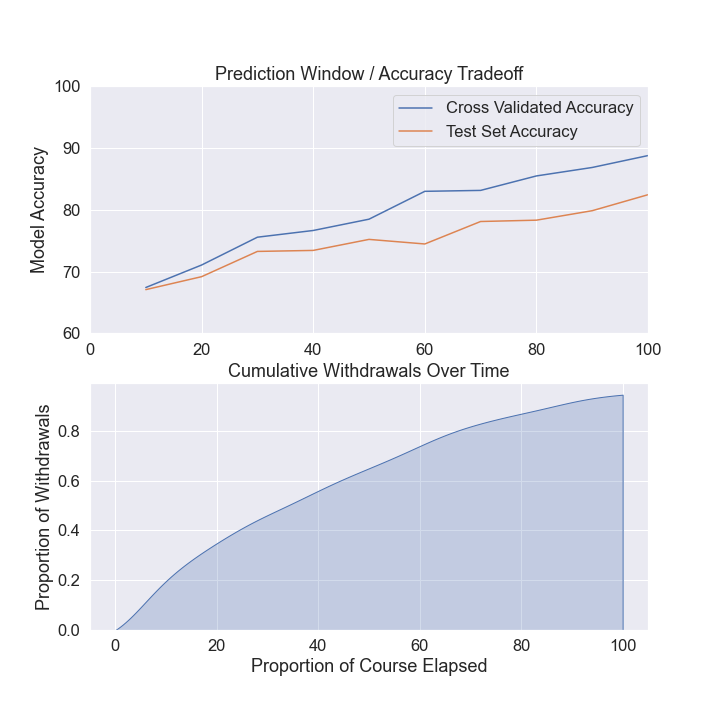 Prediction Window / Accuracy Tradeoff
100
90
80
70
60
Model Accuracy
Cross Validated Accuracy
Test Set Accuracy
0 20 40 60 80 100
Cumulative Withdrawals Over Time
0.8
0.6
0.4
0.2
0.0
Proportion of Withdrawals
0 20 40 60 80 100
Proportion of Course Elapsed